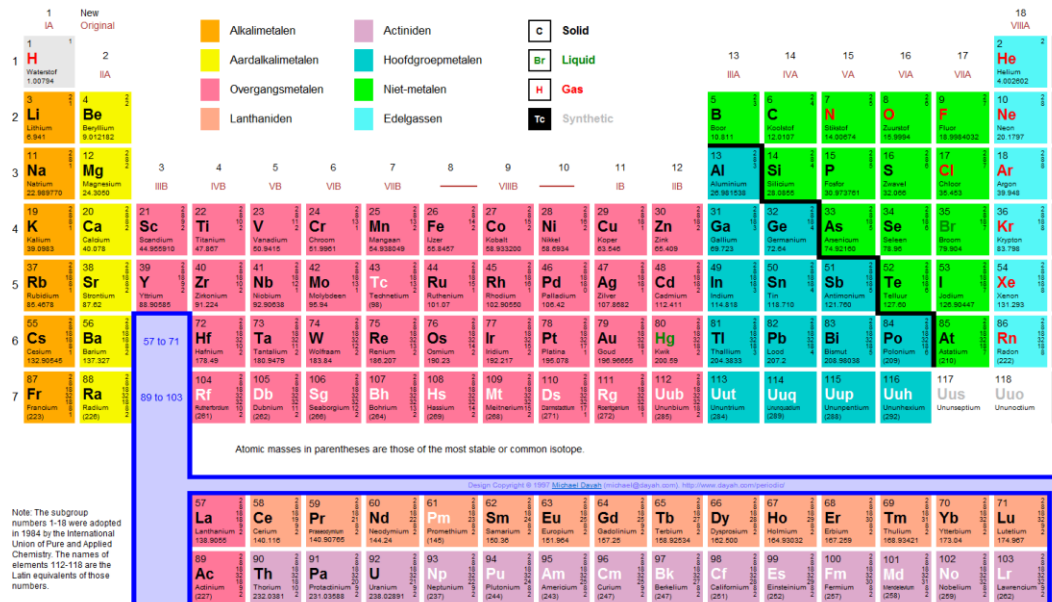 1 New 18
IA Original VIIIA
1 H Waterstof 1.00794
2 IIA
13 14 15 16 17
IIIA IVA VA VIA VIIA
2 He Helium 4.002602
Alkalimetalen Actiniden C Solid
Aardalkalimetalen Hoofdgroepmetalen Br Liquid
Overgangsmetalen Niet-metalen H Gas
Lanthaniden Edelgassen Tc Synthetic
1
2
3 Li Lithium 6.941
4 Be Beryllium 9.012182
5 B Boor 10.811
6 C Koolstof 12.0107
7 N Stikstof 14.00674
8 O Zuurstof 15.9994
9 F Fluor 18.9984032
10 Ne Neon 20.1797
3
11 Na Natrium 22.989770
12 Mg Magnesium 24.3050
3 4 5 6 7 8 9 10 11 12
IIIB IVB VB VIB VIIB VIIIB IB IIB
13 Al Aluminium 26.981538
14 Si Silicium 28.0855
15 P Fosfor 30.973761
16 S Zwavel 32.066
17 Cl Chloor 35.453
18 Ar Argon 39.948
4
19 K Kalium 39.0983
20 Ca Calcium 40.078
21 Sc Scandium 44.955910
22 Ti Titanium 47.867
23 V Vanadium 50.9415
24 Cr Chroom 51.9961
25 Mn Mangaan 54.938049
26 Fe IJzer 55.8457
27 Co Kobalt 58.933200
28 Ni Nikkel 58.6934
29 Cu Koper 63.546
30 Zn Zink 65.409
31 Ga Gallium 69.723
32 Ge Germanium 72.64
33 As Arsenicum 74.92160
34 Se Seleen 78.96
35 Br Broom 79.904
36 Kr Krypton 83.798
5
37 Rb Rubidium 85.4678
38 Sr Strontium 87.62
39 Y Yttrium 88.90585
40 Zr Zirkonium 91.224
41 Nb Niobium 92.90638
42 Mo Molybdeen 95.94
43 Tc Technetium (98)
44 Ru Ruthenium 101.07
45 Rh Rhodium 102.90550
46 Pd Palladium 106.42
47 Ag Zilver 107.8682
48 Cd Cadmium 112.411
49 In Indium 114.818
50 Sn Tin 118.710
51 Sb Antimonium 121.760
52 Te Telluur 127.60
53 I Jodium 126.90447
54 Xe Xenon 131.293
6
55 Cs Cesium 132.90545
56 Ba Barium 137.327
57 to 71
72 Hf Hafnium 178.49
73 Ta Tantalium 180.9479
74 W Wolfraam 183.84
75 Re Renium 186.207
76 Os Osmium 190.23
77 Ir Iridium 192.217
78 Pt Platina 195.078
79 Au Goud 196.96655
80 Hg Kwik 200.59
81 Tl Thallium 204.3833
82 Pb Lood 207.2
83 Bi Bismut 208.98038
84 Po Polonium (209)
85 At Astatium (210)
86 Rn Radon (222)
7
87 Fr Francium (223)
88 Ra Radium (226)
89 to 103
104 Rf Rutherfordium (261)
105 Db Dubnium (262)
106 Sg Seaborgium (266)
107 Bh Bohrium (264)
108 Hs Hassium (269)
109 Mt Meitnerium (268)
110 Ds Darmstadtium (271)
111 Rg Roentgenium (272)
112 Uub Ununbium (285)
113 Uut Ununtrium (284)
114 Uuq Ununquadium (289)
115 Uup Ununpentium (288)
116 Uuh Ununhexium (292)
117 Uus Ununseptium
118 Uuo Ununoctium
Atomic masses in parentheses are those of the most stable or common isotope.
Design Copyright © 1997 Michael Dayah (michael@dayah.com). http://www.dayah.com/periodic/
Note: The subgroup
numbers 1-18 were adopted
in 1984 by the International
Union of Pure and Applied
Chemistry. The names of
elements 112-118 are the
Latin equivalents of those
numbers.
57 La Lanthanium 138.9055
58 Ce Cerium 140.116
59 Pr Praseodymium 140.90765
60 Nd Neodymium 144.24
61 Pm Promethium (145)
62 Sm Samarium 150.36
63 Eu Europium 151.964
64 Gd Gadolinium 157.25
65 Tb Terbium 158.92534
66 Dy Dysprosium 162.500
67 Ho Holmium 164.93032
68 Er Erbium 167.259
69 Tm Thulium 168.93421
70 Yb Ytterbium 173.04
71 Lu Lutetium 174.967
89 Ac Actinium (227)
90 Th Thorium 232.0381
91 Pa Protactinium 231.03588
92 U Uranium 238.02891
93 Np Neptunium (237)
94 Pu Plutonium (244)
95 Am Americium (243)
96 Cm Curium (247)
97 Bk Berkelium (247)
98 Cf Californium (251)
99 Es Einsteinium (252)
100 Fm Fermium (257)
101 Md Mendelevium (258)
102 No Nobelium (259)
103 Lr Lawrencium (262)